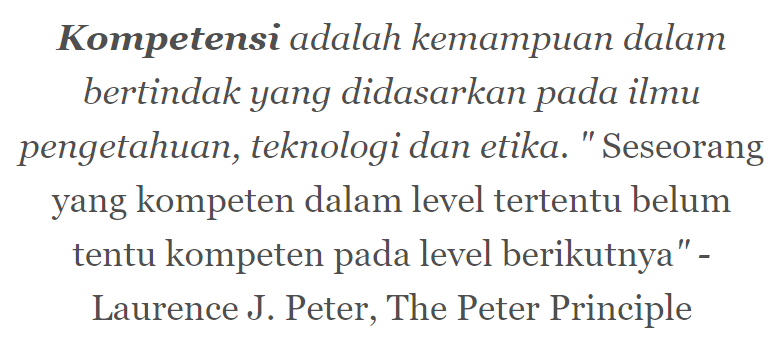 Kompetensi adalah kemampuan dalam
bertindak yang didasarkan pada ilmu
pengetahuan, teknologi dan etika. " Seseorang
yang kompeten dalam level tertentu belum
tentu kompeten pada level berikutnya" -
Laurence J. Peter, The Peter Principle